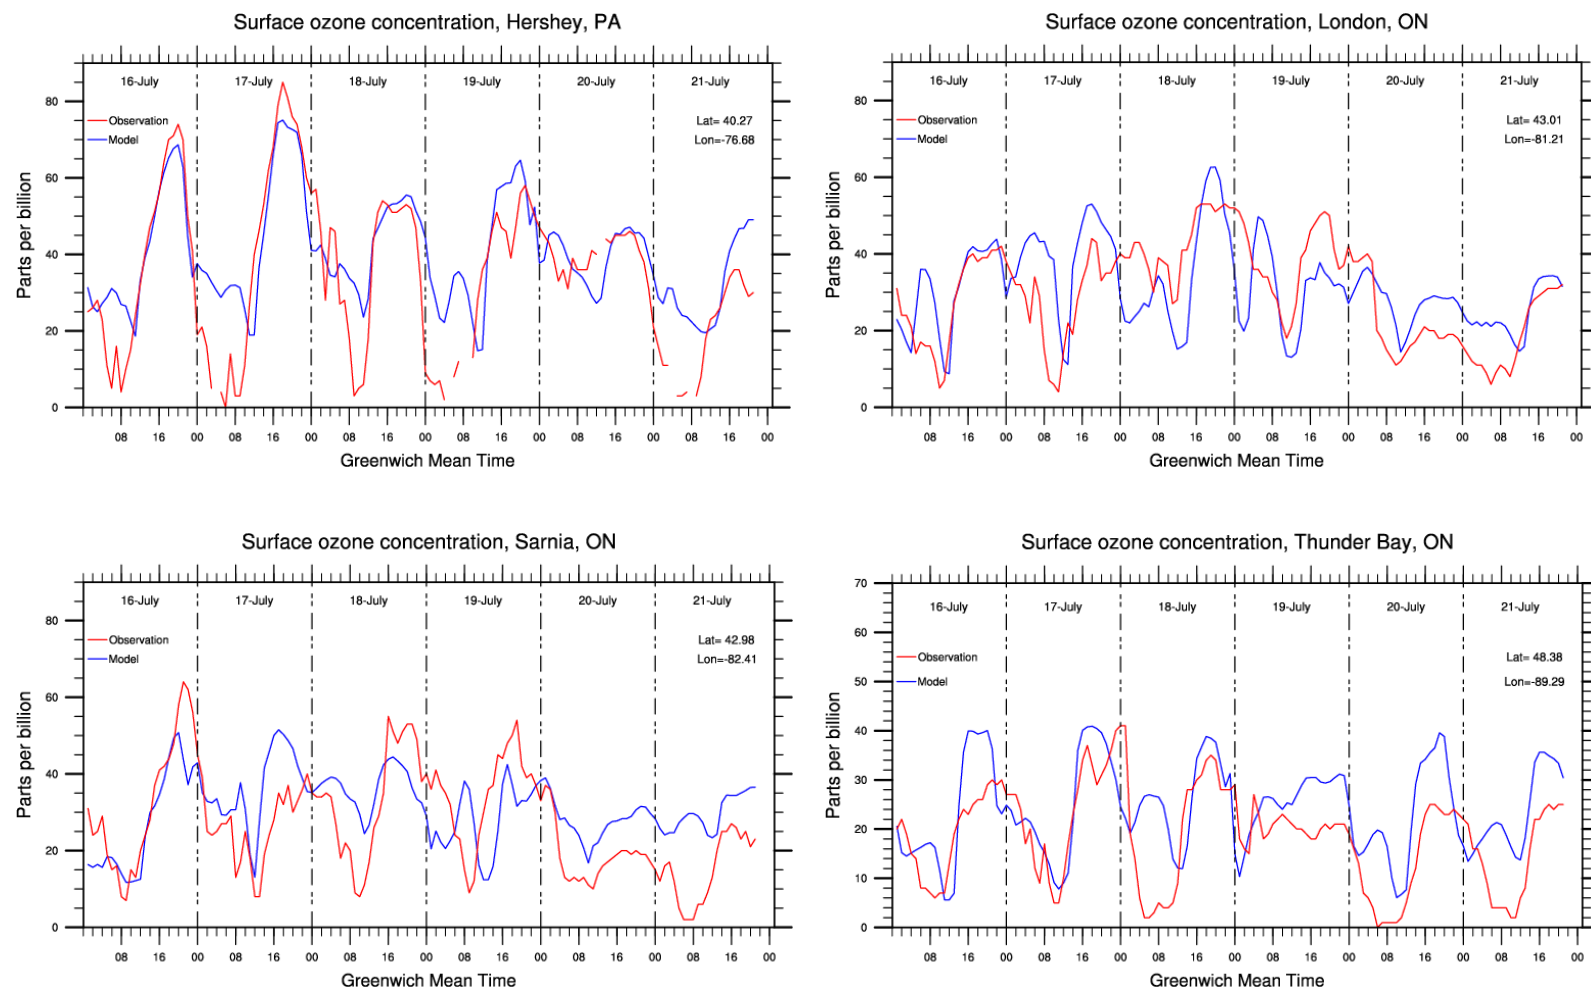 Surface ozone concentration, Hershey, PA
16-July 17-July 18-July 19-July 20-July 21-July
Observation
Model
Lat= 40.27
Lon=-76.68
80
60
40
20
0
Parts per billion
08 16 00 08 16 00 08 16 00 08 16 00 08 16 00 08 16 00
Greenwich Mean Time
Surface ozone concentration, London, ON
16-July 17-July 18-July 19-July 20-July 21-July
Observation
Model
Lat= 43.01
Lon=-81.21
80
60
40
20
0
Parts per billion
08 16 00 08 16 00 08 16 00 08 16 00 08 16 00 08 16 00
Greenwich Mean Time
Surface ozone concentration, Sarnia, ON
16-July 17-July 18-July 19-July 20-July 21-July
Observation
Model
Lat= 42.98
Lon=-82.41
80
60
40
20
0
Parts per billion
08 16 00 08 16 00 08 16 00 08 16 00 08 16 00 08 16 00
Greenwich Mean Time
Surface ozone concentration, Thunder Bay, ON
16-July 17-July 18-July 19-July 20-July 21-July
Observation
Model
Lat= 48.38
Lon=-89.29
70
60
50
40
30
20
10
0
Parts per billion
08 16 00 08 16 00 08 16 00 08 16 00 08 16 00 08 16 00
Greenwich Mean Time